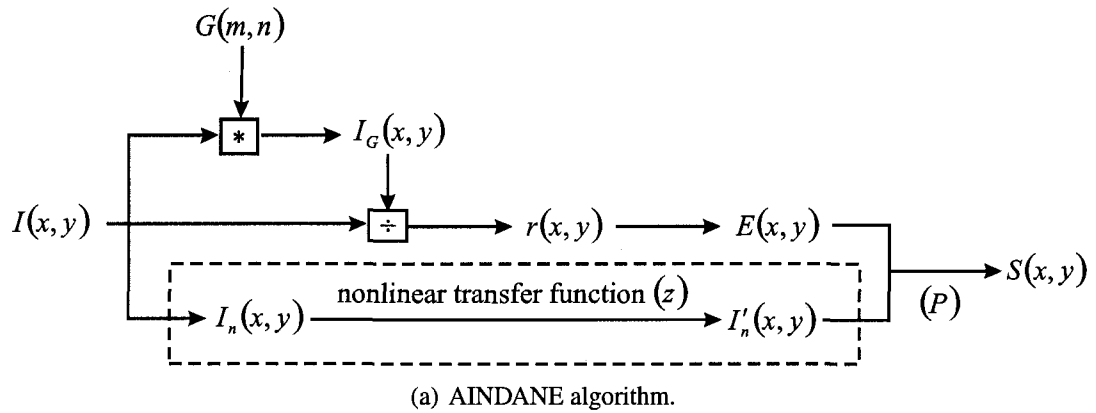 G(m,n)
* I_G(x, y)
I(x, y) ÷ r(x, y) E(x, y)
S(x, y)
nonlinear transfer function (z)
(P)
I_n(x, y) I'_n(x, y)
(a) AINDANE algorithm.